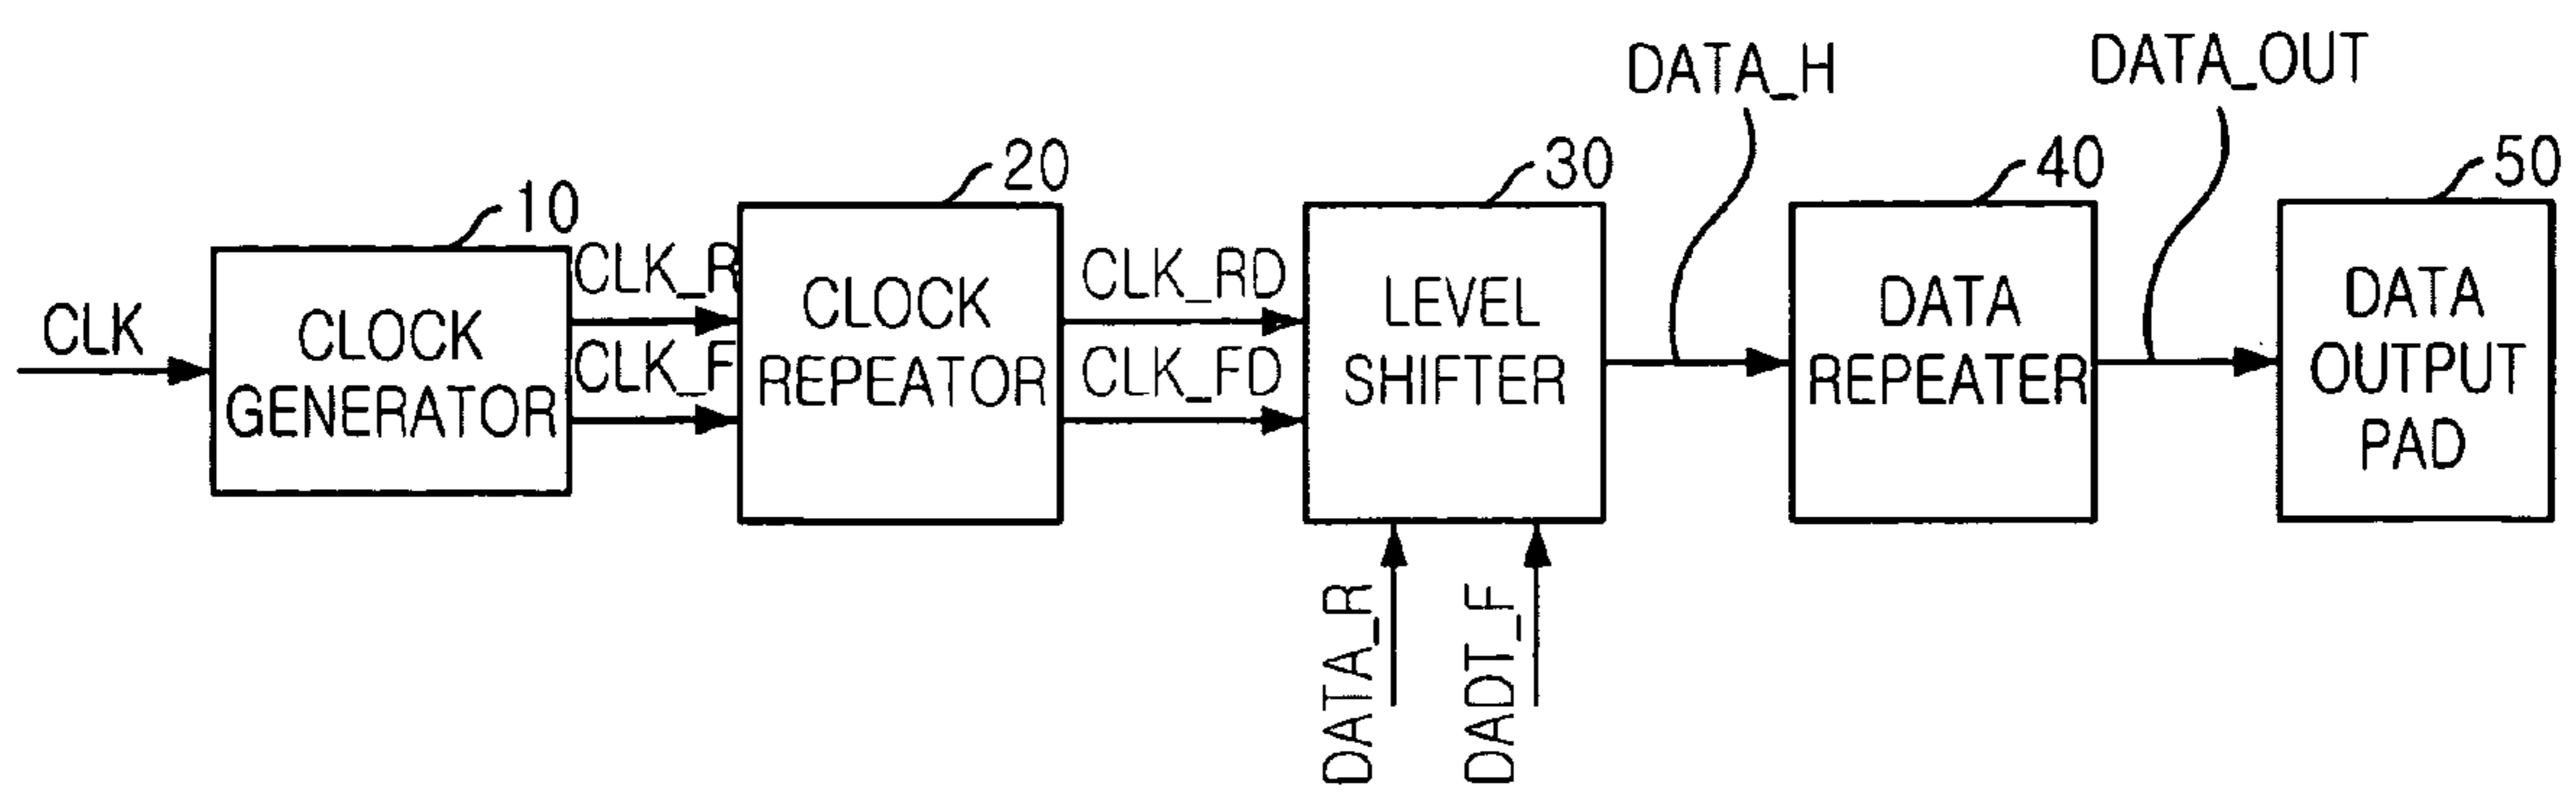 DATA_H
DATA_OUT
10
20
30
40
50
CLK
CLOCK
GENERATOR
CLK_R
CLK_F
CLOCK
REPEATOR
CLK_RD
CLK_FD
LEVEL
SHIFTER
DATA
REPEATER
DATA
OUTPUT
PAD
DATA_R
DADT_F